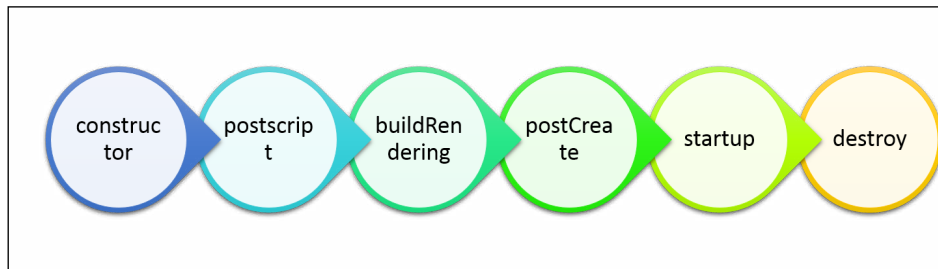 construc
tor
postscrip
t
buildRen
dering
postCrea
te
startup
destroy